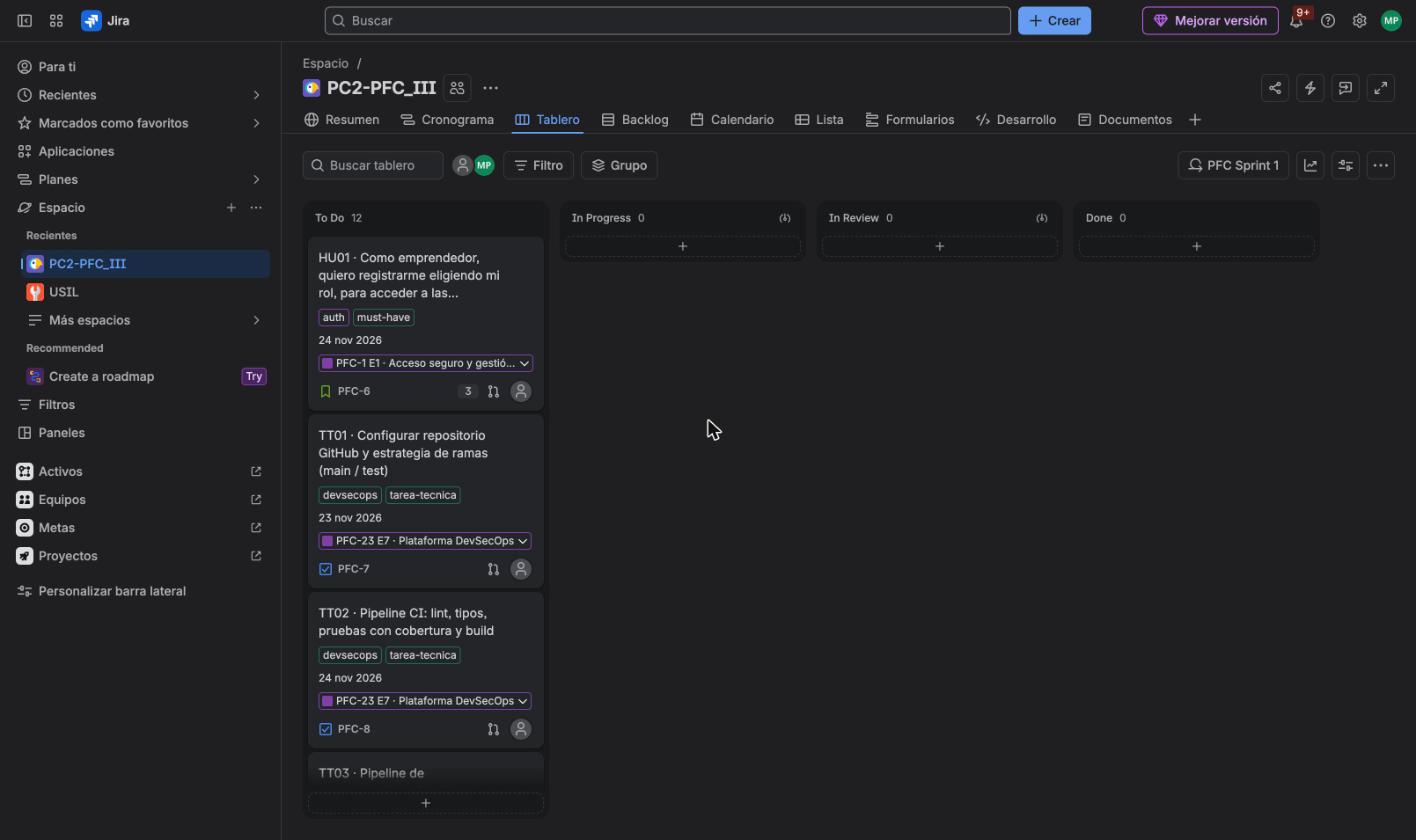 Jira
Buscar
Crear
Mejorar versión
9+
MP
Para ti
Recientes
Marcados como favoritos
Aplicaciones
Planes
Espacio
Recientes
PC2-PFC_III
USIL
Más espacios
Recommended
Create a roadmap
Try
Filtros
Paneles
Activos
Equipos
Metas
Proyectos
Personalizar barra lateral
Espacio /
PC2-PFC_III
Resumen
Cronograma
Tablero
Backlog
Calendario
Lista
Formularios
Desarrollo
Documentos
Buscar tablero
MP
Filtro
Grupo
PFC Sprint 1
To Do 12
HU01 · Como emprendedor,
quiero registrarme eligiendo mi
rol, para acceder a las...
auth must-have
24 nov 2026
PFC-1 E1 · Acceso seguro y gestió...
PFC-6 3
TT01 · Configurar repositorio
GitHub y estrategia de ramas
(main / test)
devsecops tarea-tecnica
23 nov 2026
PFC-23 E7 · Plataforma DevSecOps
PFC-7
TT02 · Pipeline CI: lint, tipos,
pruebas con cobertura y build
devsecops tarea-tecnica
24 nov 2026
PFC-23 E7 · Plataforma DevSecOps
PFC-8
TT03 · Pipeline de
In Progress 0
In Review 0
Done 0